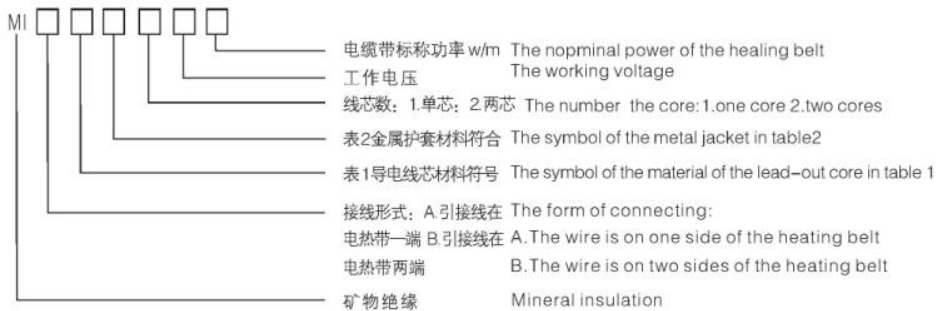 MI
电缆带标称功率 w/m The nopminal power of the healing belt
工作电压 The working voltage
线芯数：1.单芯；2.两芯 The number the core:1.one core 2.two cores
表2金属护套材料符合 The symbol of the metal jacket in table2
表1导电线芯材料符号 The symbol of the material of the lead-out core in table 1
接线形式：A.引接线在 The form of connecting:
电热带一端 B.引接线在 A.The wire is on one side of the heating belt
电热带两端 B.The wire is on two sides of the heating belt
矿物绝缘 Mineral insulation